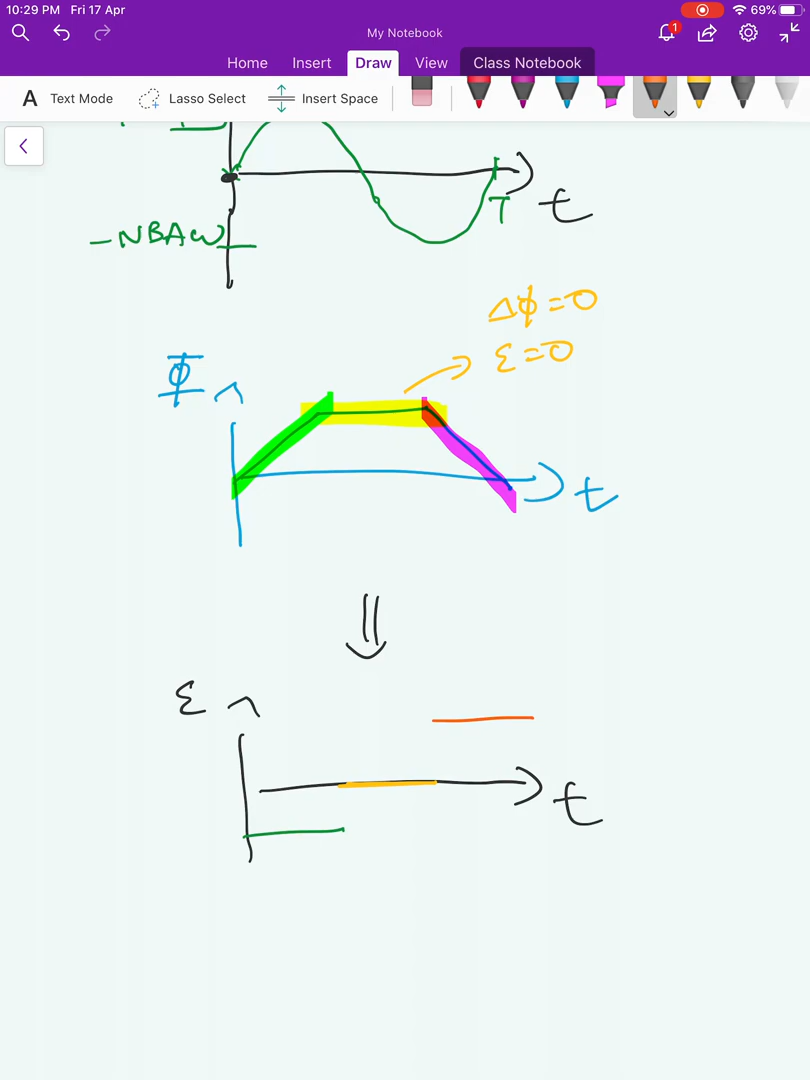 10:29 PM Fri 17 Apr
69%
My Notebook
1
Home Insert Draw View Class Notebook
A Text Mode Lasso Select Insert Space
T
t
-NBAω
Δϕ=0
ε=0
Φ
t
ε
t